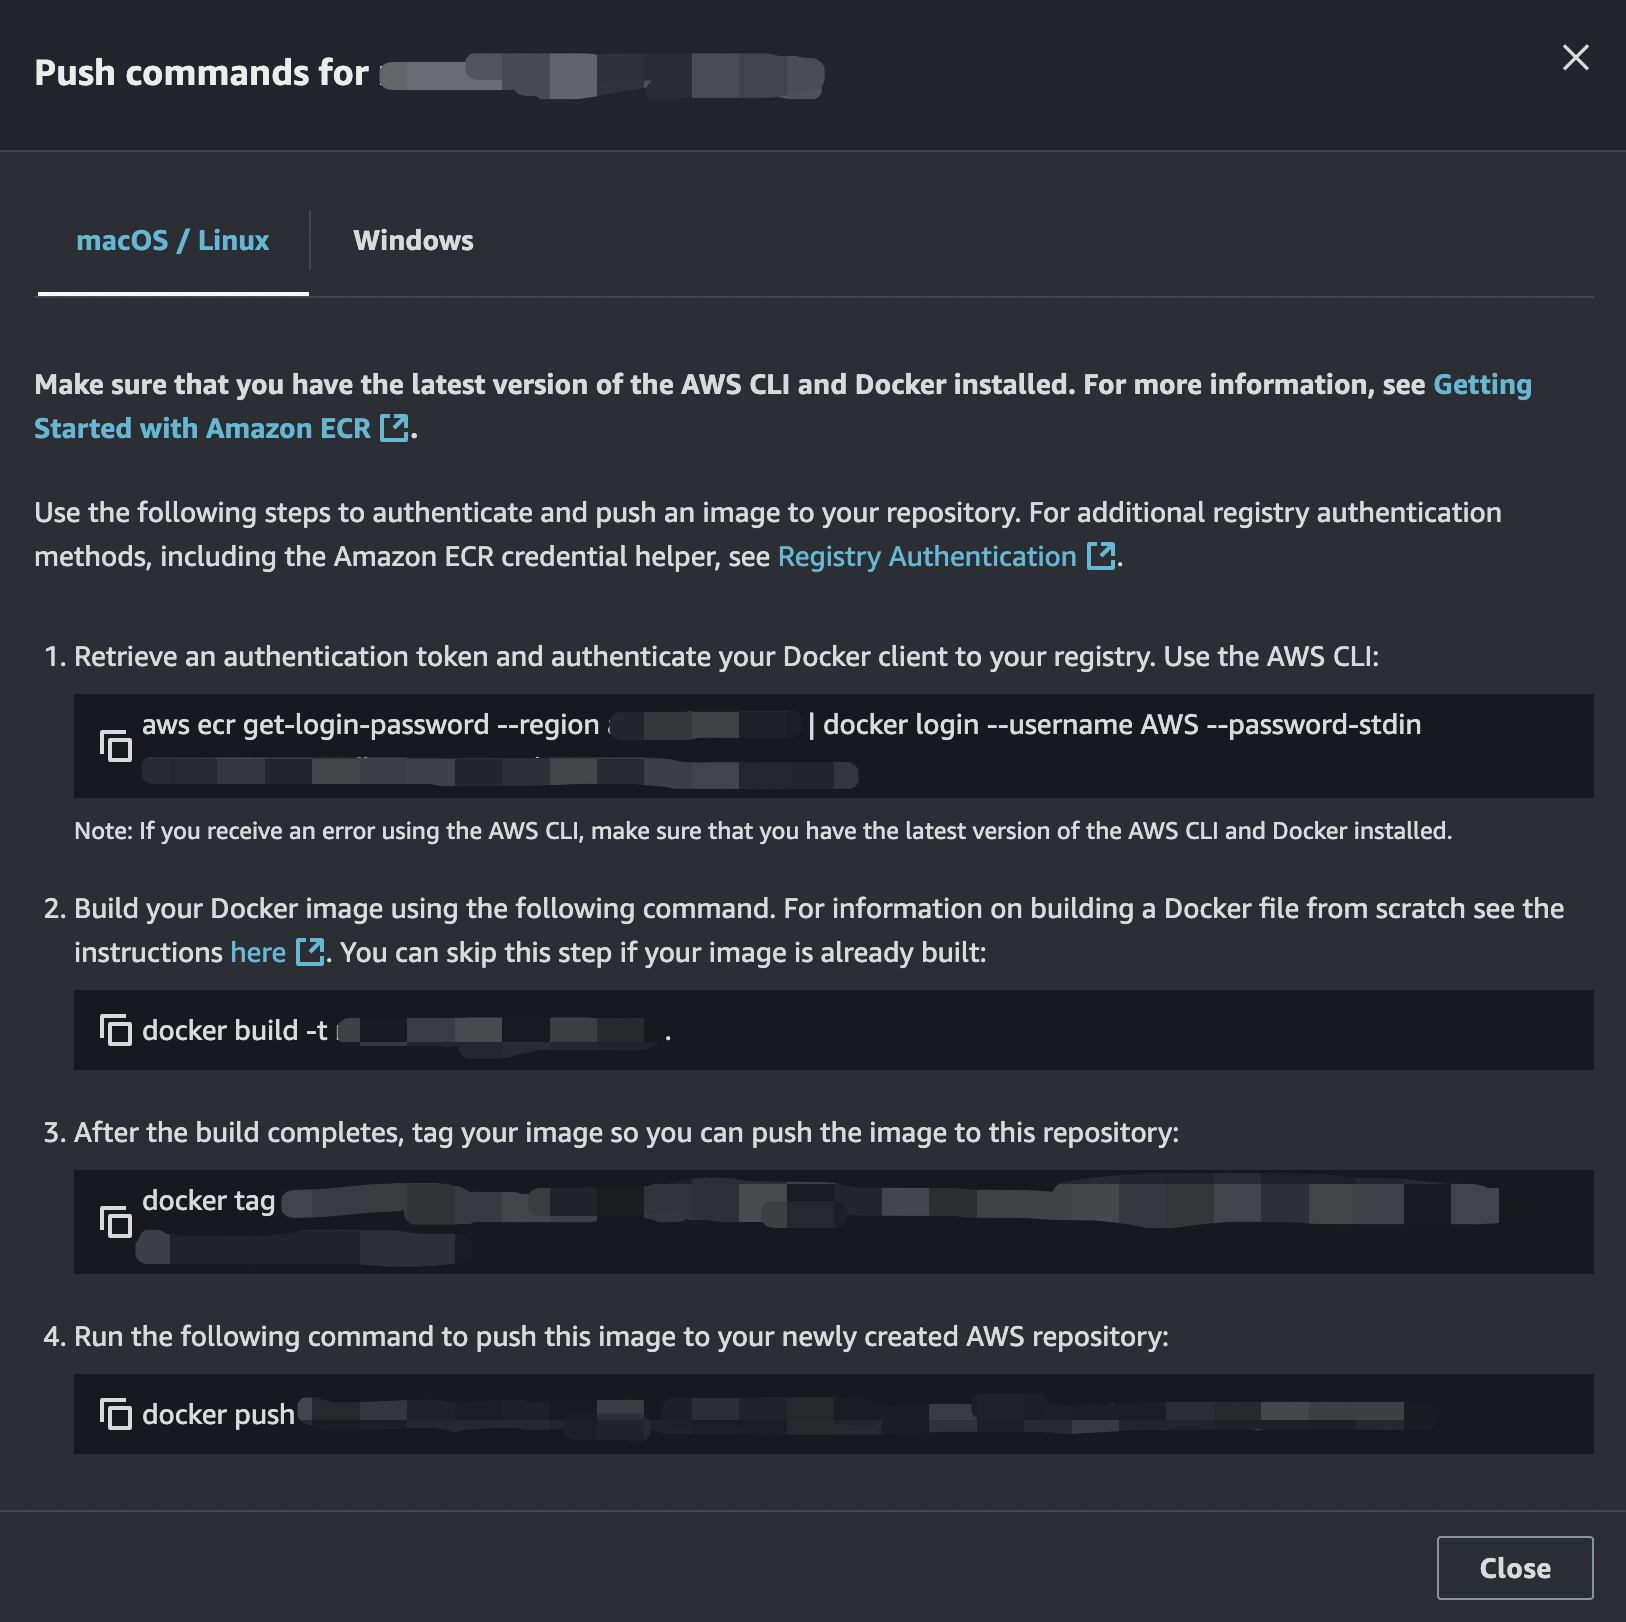 Push commands for
macOS / Linux
Windows
Make sure that you have the latest version of the AWS CLI and Docker installed. For more information, see Getting
Started with Amazon ECR.
Use the following steps to authenticate and push an image to your repository. For additional registry authentication
methods, including the Amazon ECR credential helper, see Registry Authentication.
1. Retrieve an authentication token and authenticate your Docker client to your registry. Use the AWS CLI:
aws ecr get-login-password --region | docker login --username AWS --password-stdin
Note: If you receive an error using the AWS CLI, make sure that you have the latest version of the AWS CLI and Docker installed.
2. Build your Docker image using the following command. For information on building a Docker file from scratch see the
instructions here. You can skip this step if your image is already built:
docker build -t .
3. After the build completes, tag your image so you can push the image to this repository:
docker tag
4. Run the following command to push this image to your newly created AWS repository:
docker push
Close